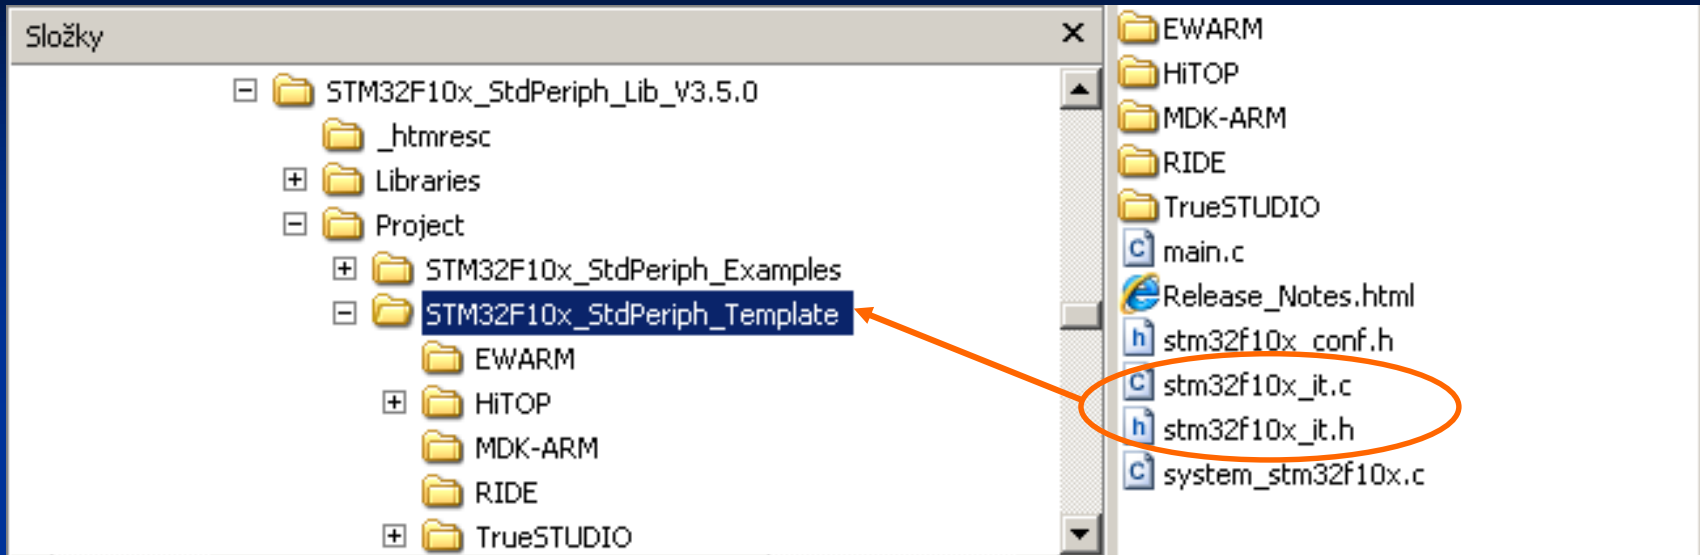 Složky
STM32F10x_StdPeriph_Lib_V3.5.0
_htmresc
Libraries
Project
STM32F10x_StdPeriph_Examples
STM32F10x_StdPeriph_Template
EWARM
HiTOP
MDK-ARM
RIDE
TrueSTUDIO
EWARM
HiTOP
MDK-ARM
RIDE
TrueSTUDIO
main.c
Release_Notes.html
stm32f10x_conf.h
stm32f10x_it.c
stm32f10x_it.h
system_stm32f10x.c